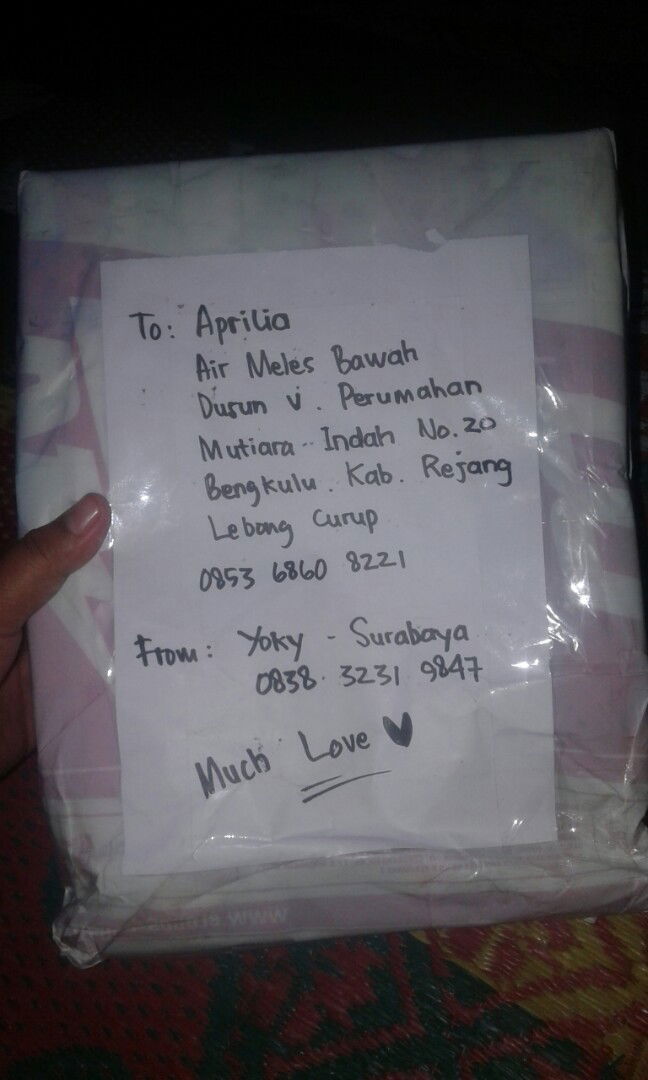 To: Aprilia
Air Meles Bawah
Dusun V. Perumahan
Mutiara Indah No. 20
Bengkulu. Kab. Rejang
Lebong Curup
0853 6860 8221
From: Yoky - Surabaya
0838 3231 9847
Much Love ♥